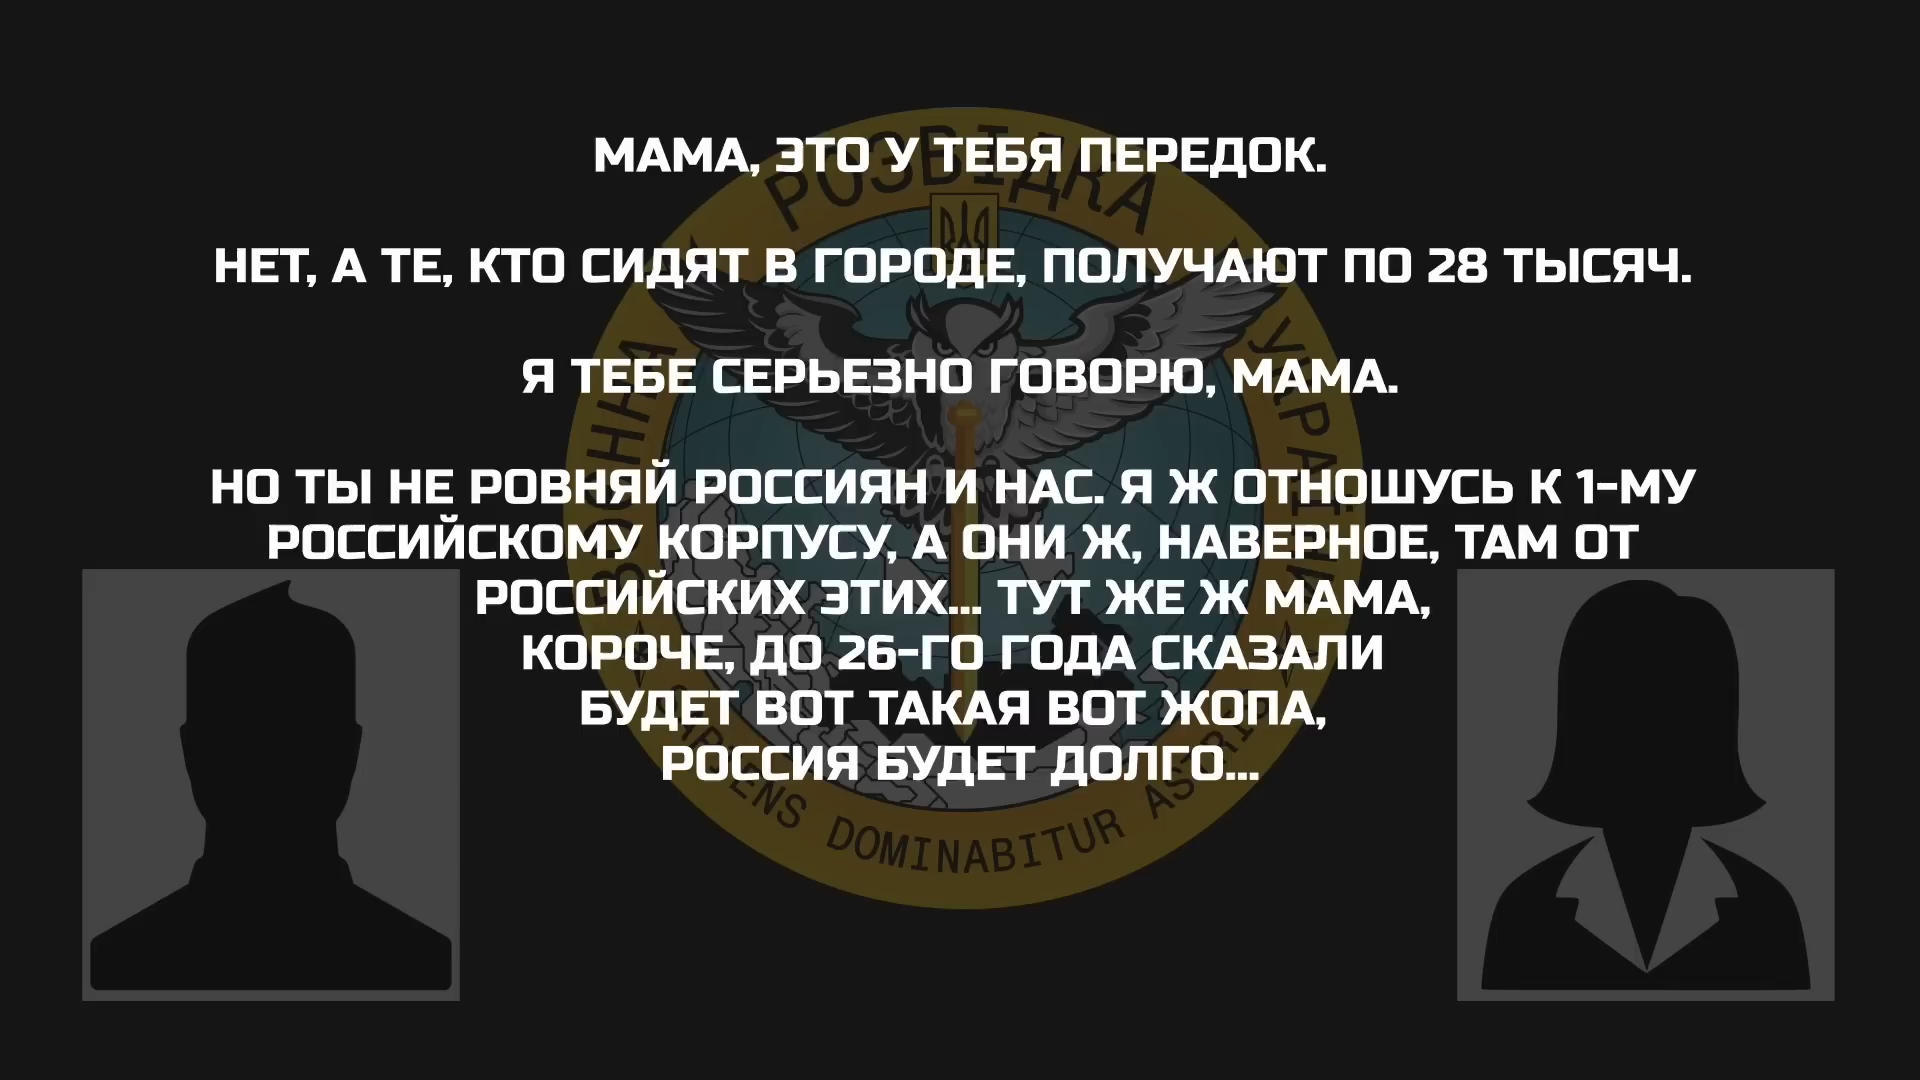 МАМА, ЭТО У ТЕБЯ ПЕРЕДОК.
НЕТ, А ТЕ, КТО СИДЯТ В ГОРОДЕ, ПОЛУЧАЮТ ПО 28 ТЫСЯЧ.
Я ТЕБЕ СЕРЬЕЗНО ГОВОРЮ, МАМА.
НО ТЫ НЕ РОВНЯЙ РОССИЯН И НАС. Я Ж ОТНОШУСЬ К 1-МУ
РОССИЙСКОМУ КОРПУСУ, А ОНИ Ж, НАВЕРНОЕ, ТАМ ОТ
РОССИЙСКИХ ЭТИХ... ТУТ ЖЕ Ж МАМА,
КОРОЧЕ, ДО 26-ГО ГОДА СКАЗАЛИ
БУДЕТ ВОТ ТАКАЯ ВОТ ЖОПА,
РОССИЯ БУДЕТ ДОЛГО...
РОЗВІДКА
УКРАЇНИ
DOMINABITUR